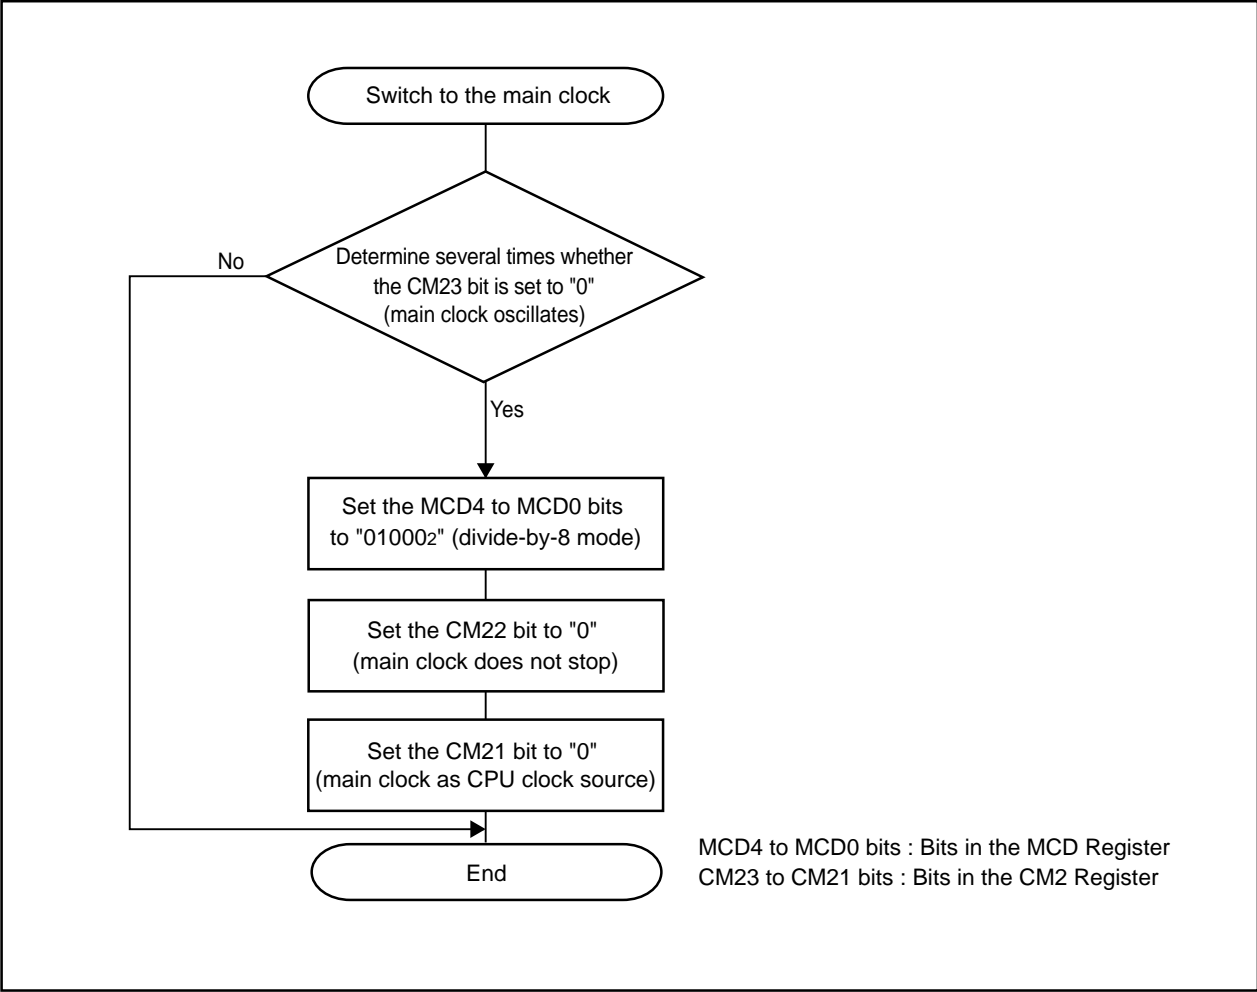 Switch to the main clock
Determine several times whether
the CM23 bit is set to "0"
(main clock oscillates)
No
Yes
Set the MCD4 to MCD0 bits
to "010002" (divide-by-8 mode)
Set the CM22 bit to "0"
(main clock does not stop)
Set the CM21 bit to "0"
(main clock as CPU clock source)
End
MCD4 to MCD0 bits : Bits in the MCD Register
CM23 to CM21 bits : Bits in the CM2 Register